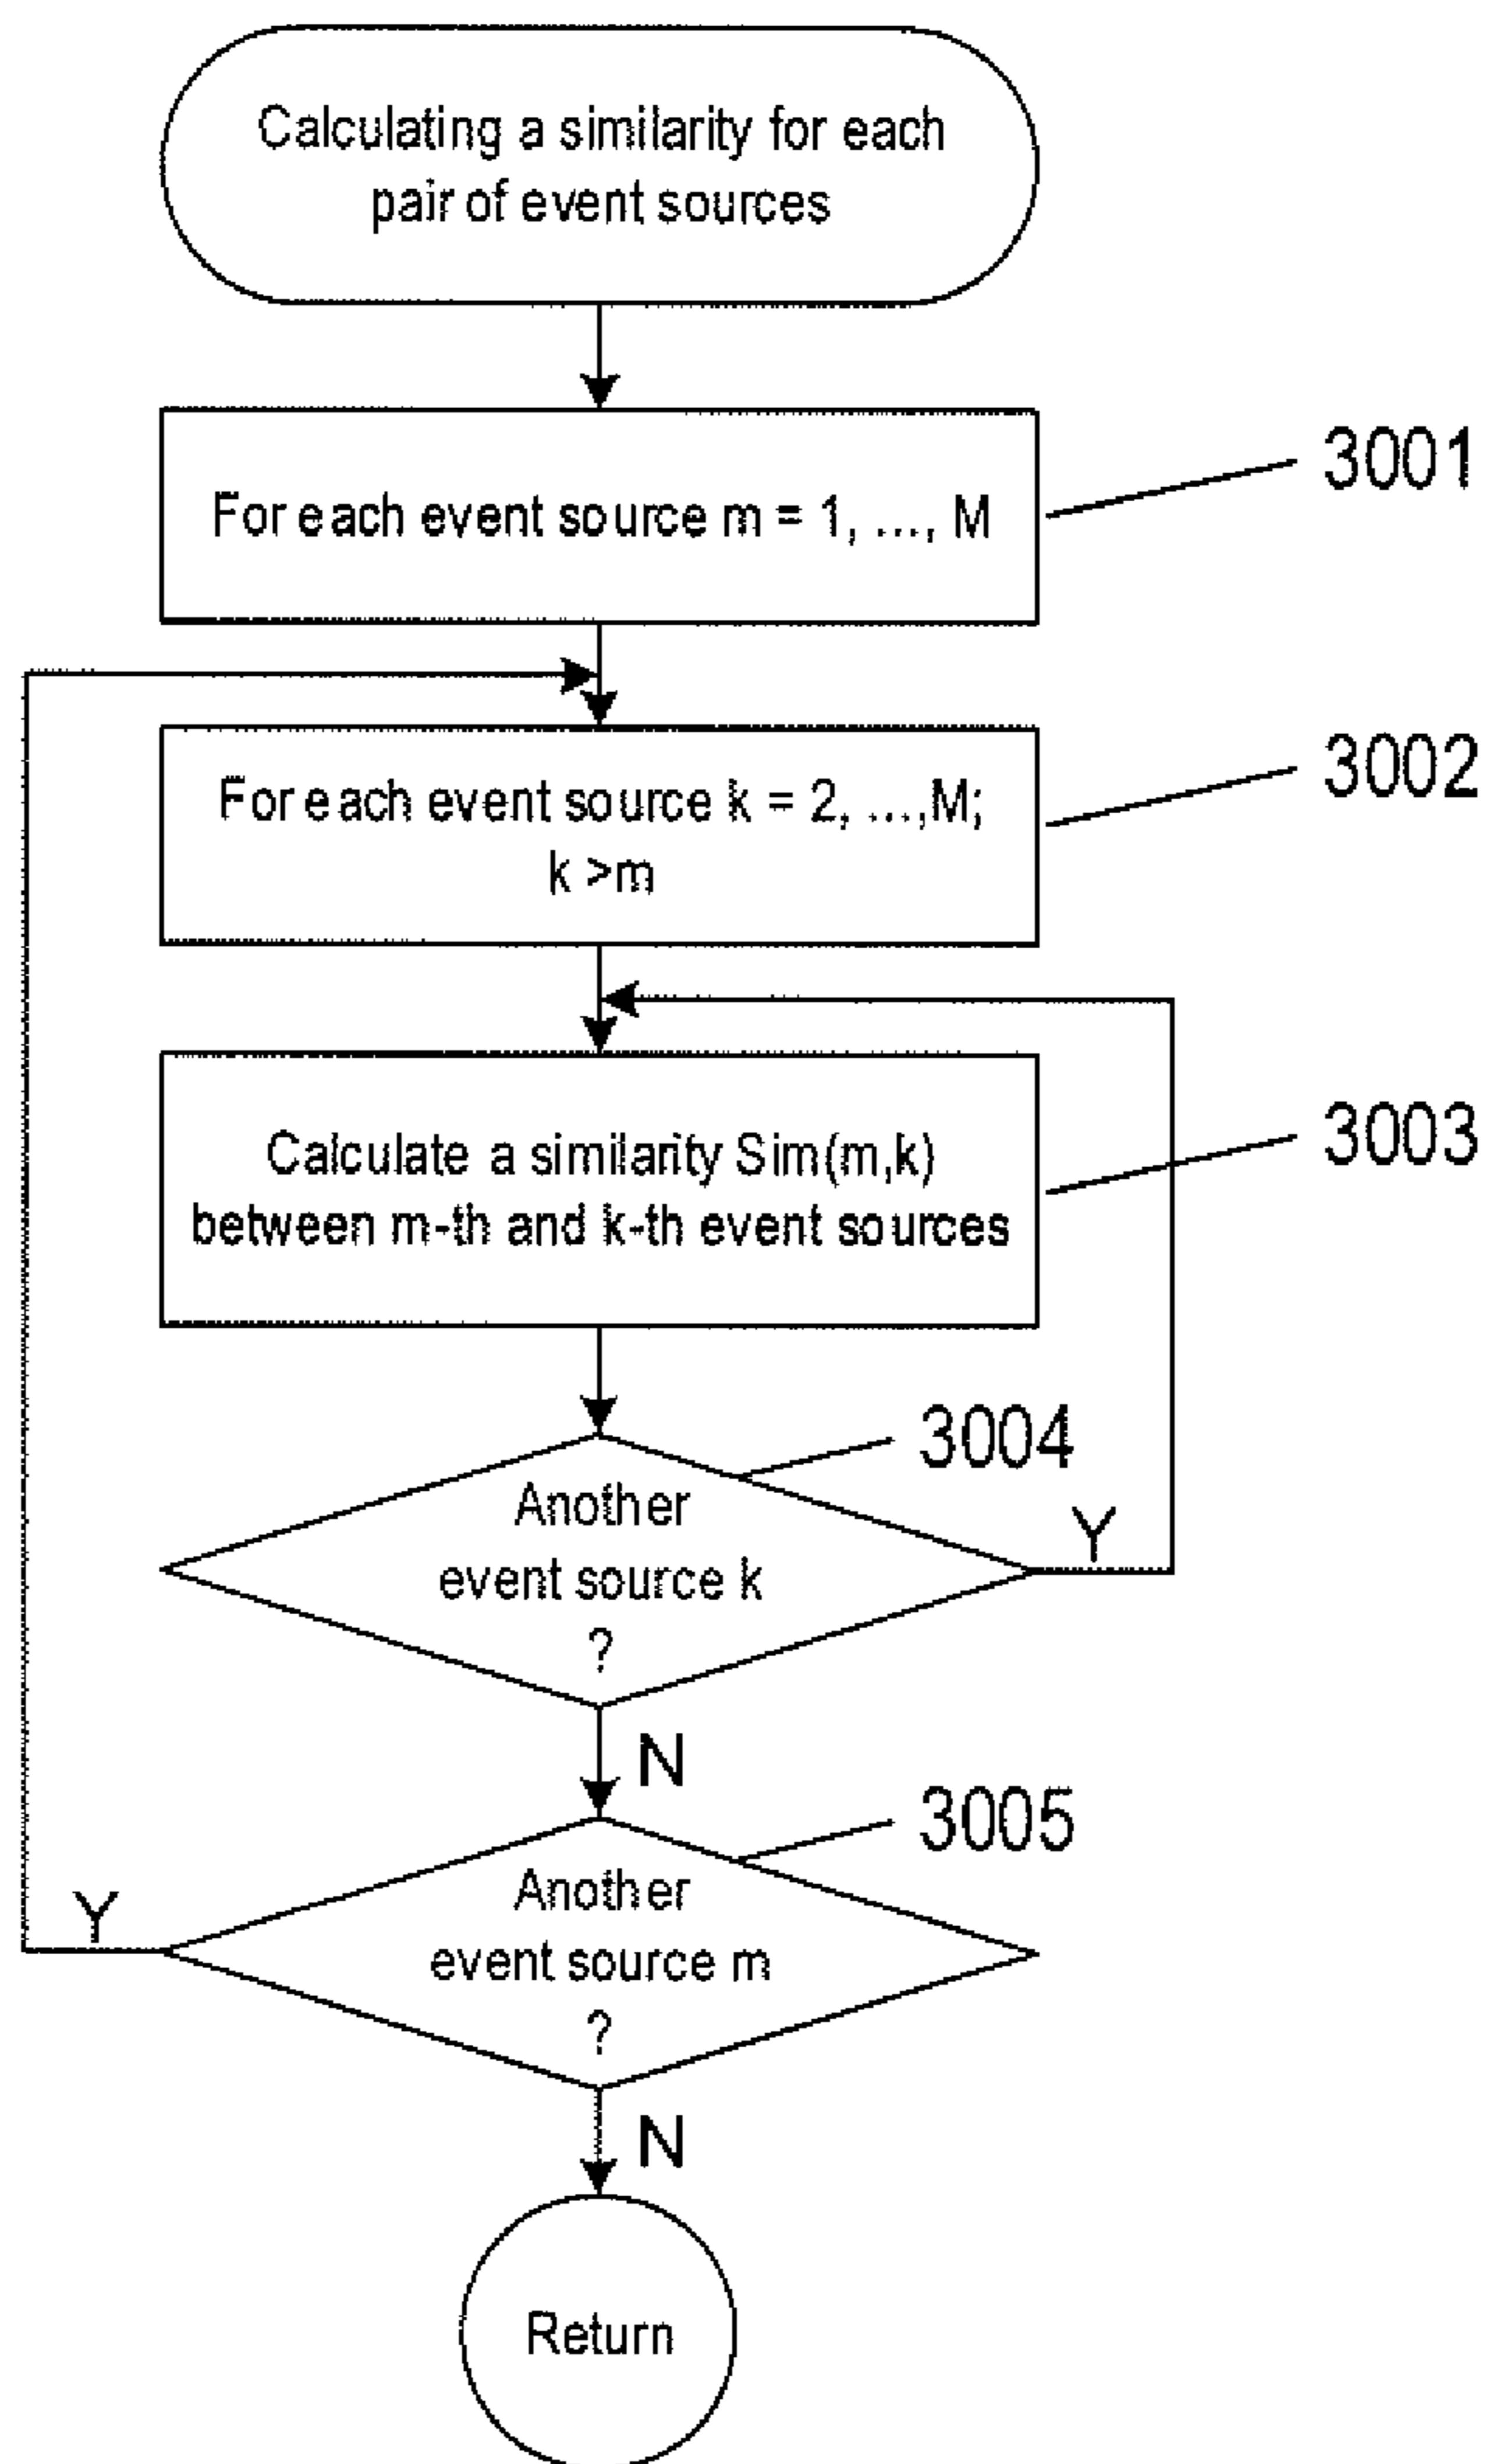 Calculating a similarity for each
pair of event sources
For each event source m = 1, ..., M
3001
For each event source k = 2, ...,M;
k >m
3002
Calculate a similarity Sim(m,k)
between m-th and k-th event sources
3003
3004
Another
event source k
?
Y
N
3005
Another
event source m
?
Y
N
Return